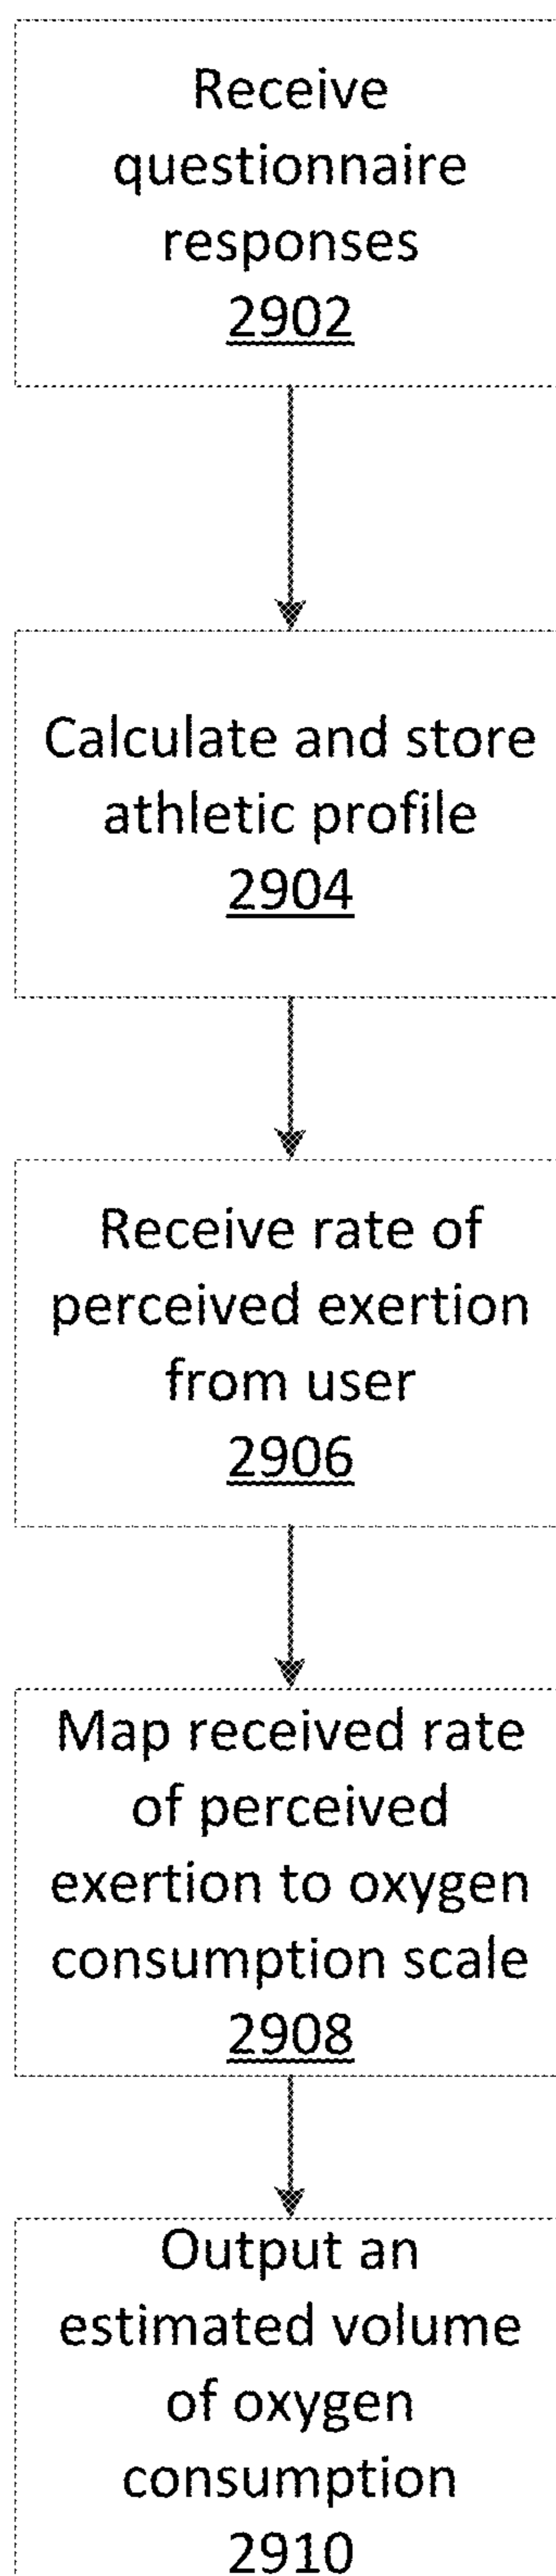 Receive
questionnaire
responses
2902
Calculate and store
athletic profile
2904
Receive rate of
perceived exertion
from user
2906
Map received rate
of perceived
exertion to oxygen
consumption scale
2908
Output an
estimated volume
of oxygen
consumption
2910